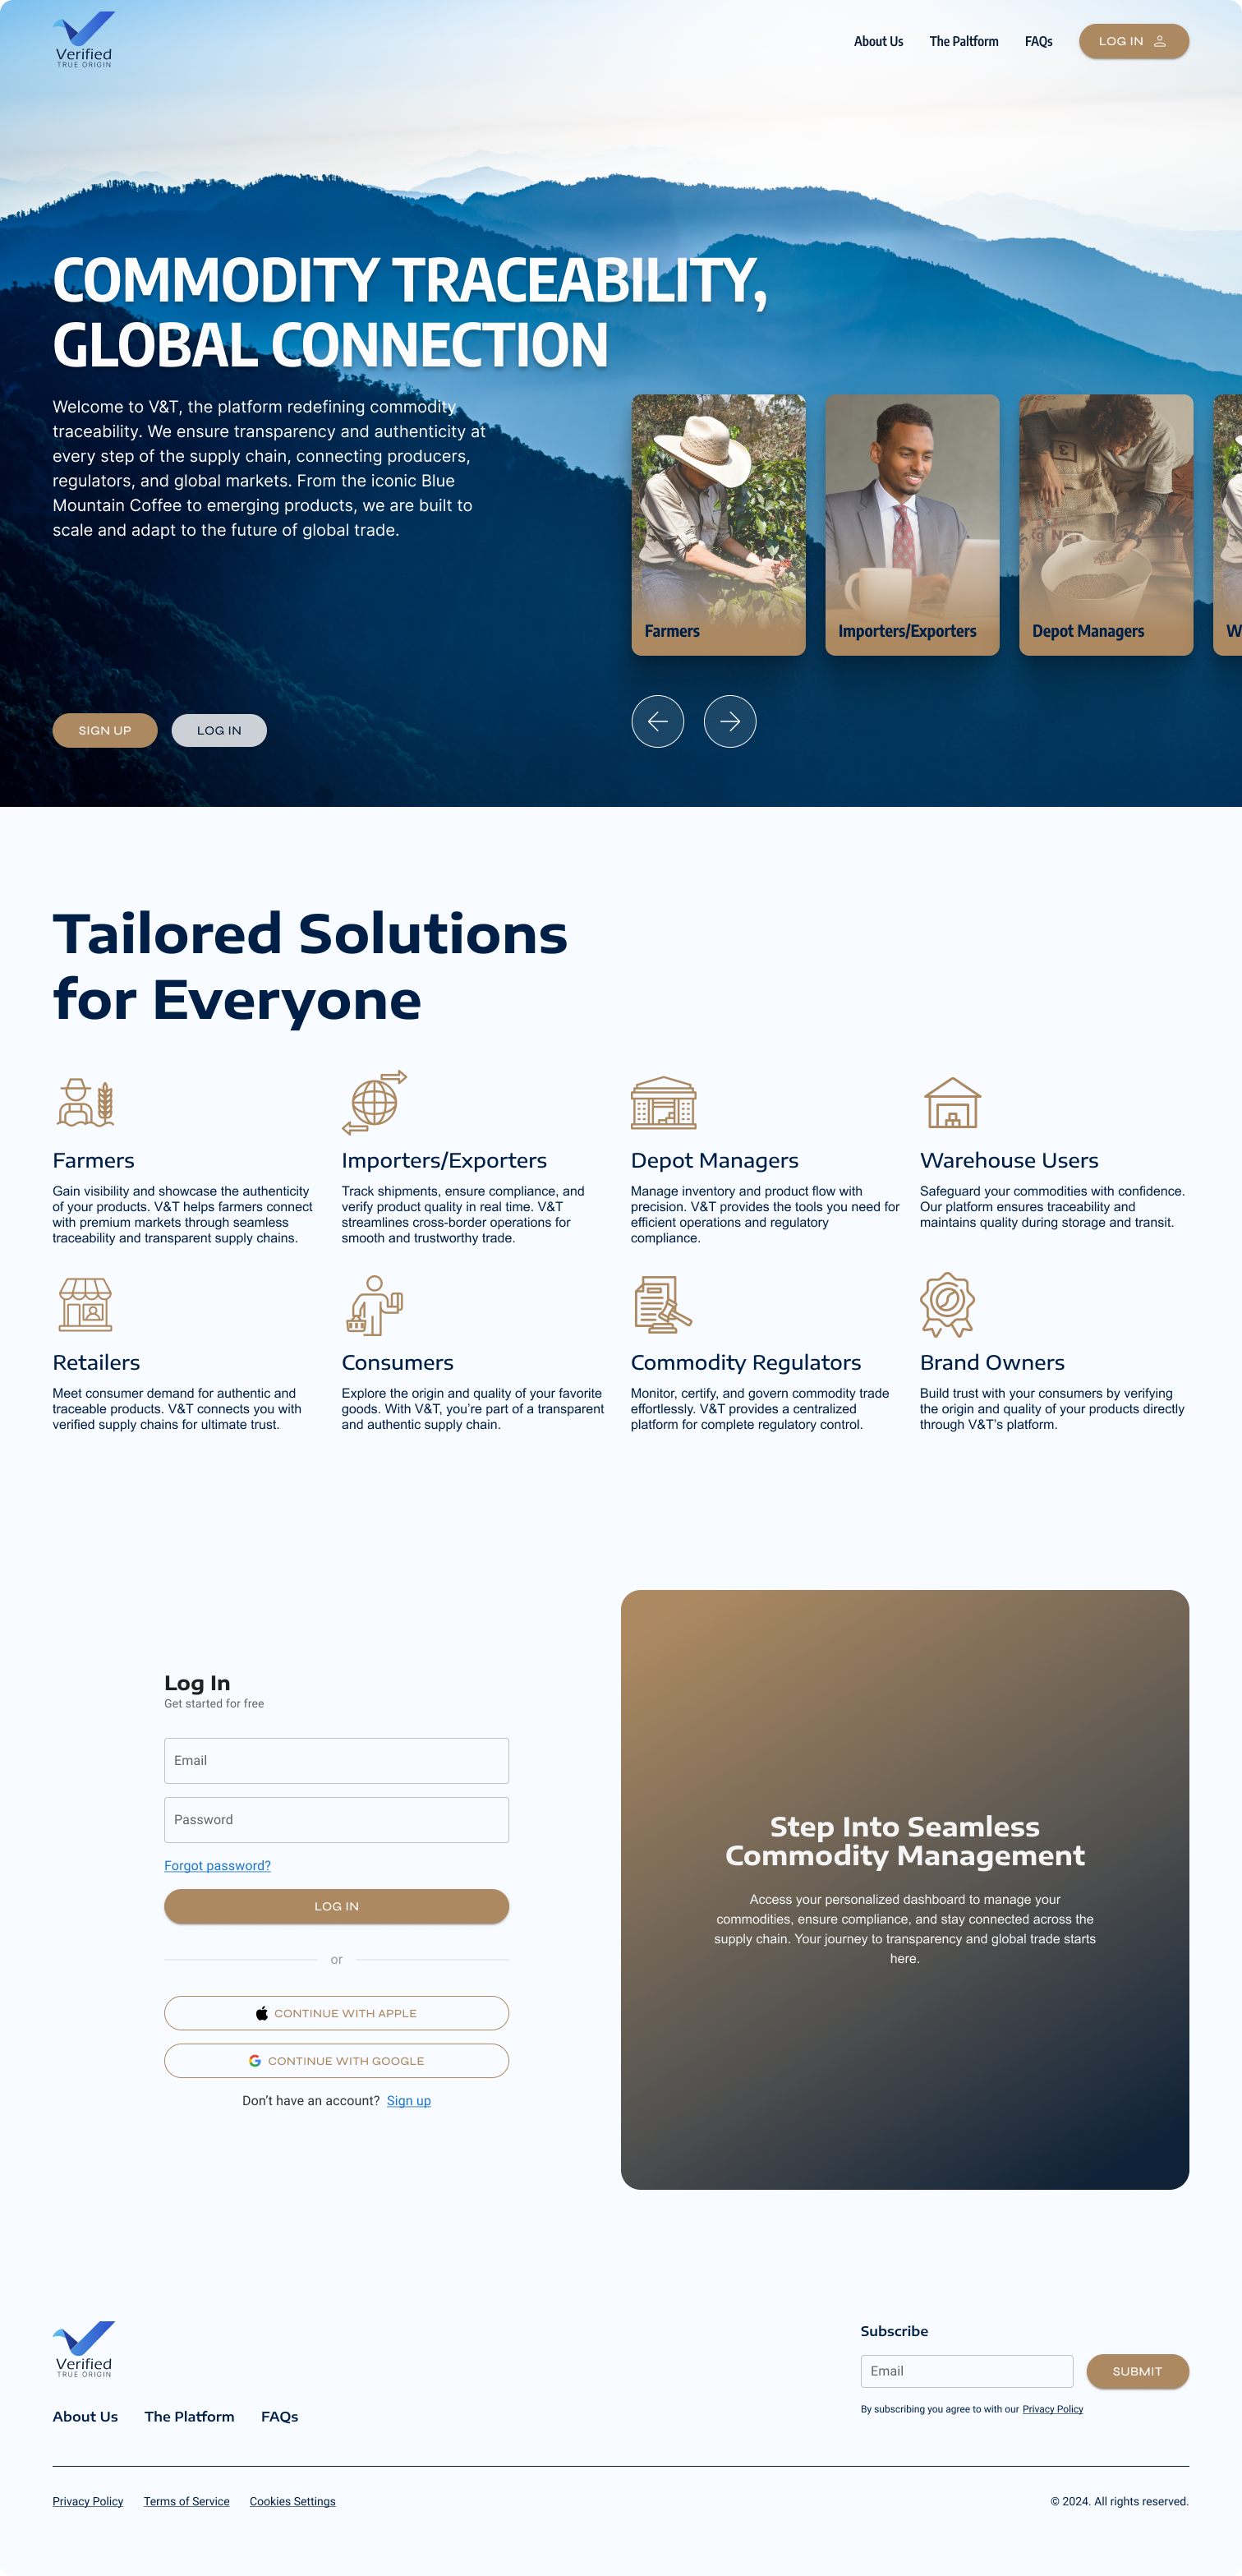 Verified
TRUE ORIGIN
About Us
The Paltform
FAQs
LOG IN
COMMODITY TRACEABILITY,
GLOBAL CONNECTION
Welcome to V&T, the platform redefining commodity
traceability. We ensure transparency and authenticity at
every step of the supply chain, connecting producers,
regulators, and global markets. From the iconic Blue
Mountain Coffee to emerging products, we are built to
scale and adapt to the future of global trade.
Farmers
Importers/Exporters
Depot Managers
W
SIGN UP
LOG IN
Tailored Solutions
for Everyone
Farmers
Gain visibility and showcase the authenticity
of your products. V&T helps farmers connect
with premium markets through seamless
traceability and transparent supply chains.
Importers/Exporters
Track shipments, ensure compliance, and
verify product quality in real time. V&T
streamlines cross-border operations for
smooth and trustworthy trade.
Depot Managers
Manage inventory and product flow with
precision. V&T provides the tools you need for
efficient operations and regulatory
compliance.
Warehouse Users
Safeguard your commodities with confidence.
Our platform ensures traceability and
maintains quality during storage and transit.
Retailers
Meet consumer demand for authentic and
traceable products. V&T connects you with
verified supply chains for ultimate trust.
Consumers
Explore the origin and quality of your favorite
goods. With V&T, you’re part of a transparent
and authentic supply chain.
Commodity Regulators
Monitor, certify, and govern commodity trade
effortlessly. V&T provides a centralized
platform for complete regulatory control.
Brand Owners
Build trust with your consumers by verifying
the origin and quality of your products directly
through V&T’s platform.
Log In
Get started for free
Email
Password
Forgot password?
LOG IN
or
CONTINUE WITH APPLE
CONTINUE WITH GOOGLE
Don’t have an account? Sign up
Step Into Seamless
Commodity Management
Access your personalized dashboard to manage your
commodities, ensure compliance, and stay connected across the
supply chain. Your journey to transparency and global trade starts
here.
Verified
TRUE ORIGIN
About Us
The Platform
FAQs
Subscribe
Email
SUBMIT
By subscribing you agree to with our Privacy Policy
Privacy Policy
Terms of Service
Cookies Settings
© 2024. All rights reserved.